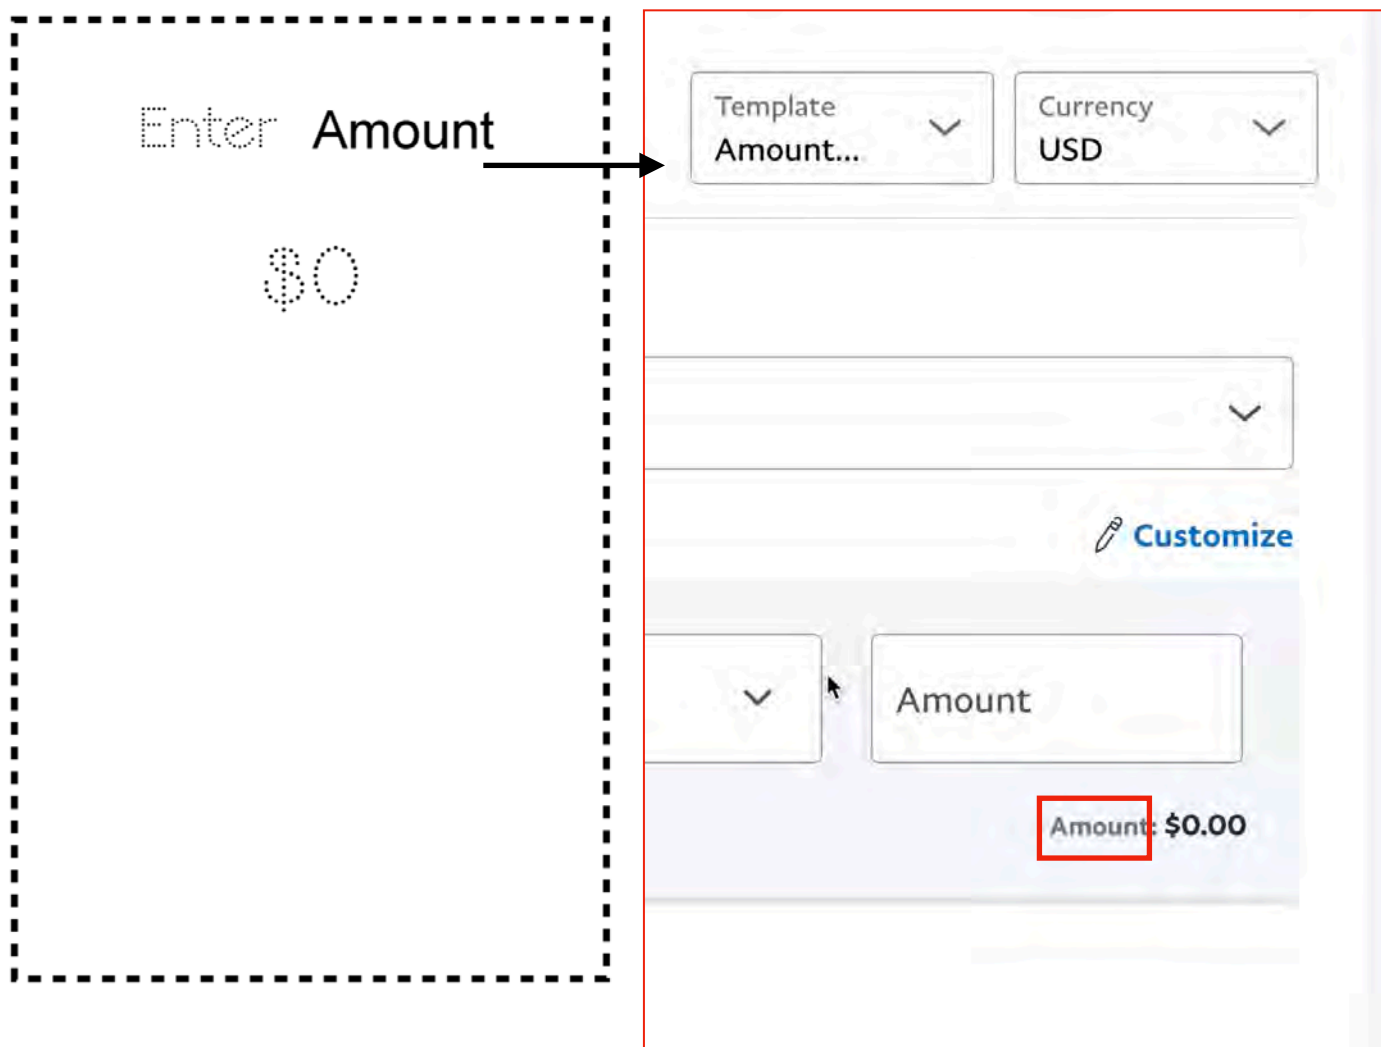 Enter Amount
$0
Template
Amount...
Currency
USD
Customize
Amount
Amount: $0.00